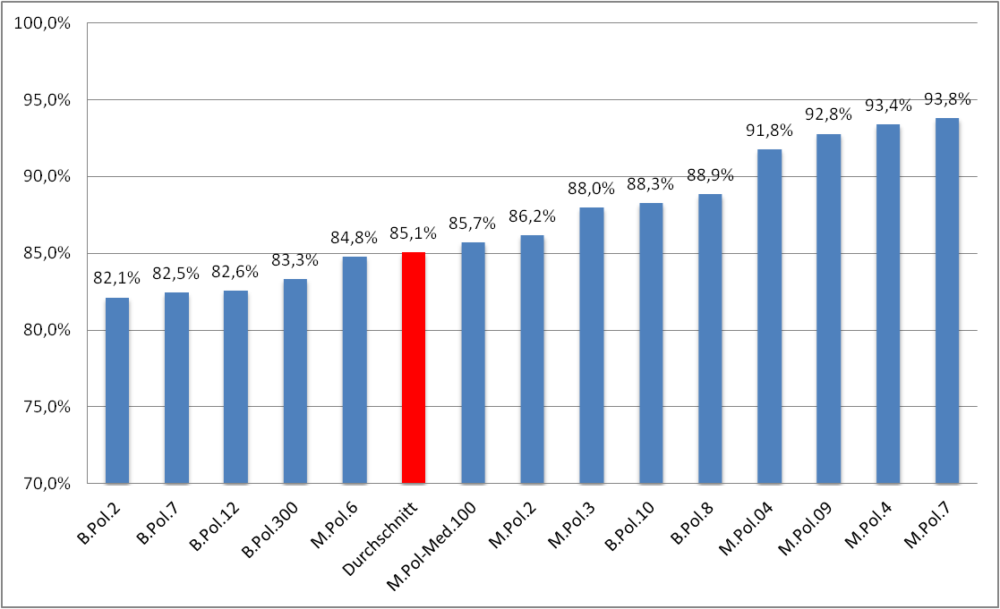 100,0%
95,0%
90,0%
85,0%
80,0%
75,0%
70,0%
82,1%
82,5%
82,6%
83,3%
84,8%
85,1%
85,7%
86,2%
88,0%
88,3%
88,9%
91,8%
92,8%
93,4%
93,8%
B.Pol.2
B.Pol.7
B.Pol.12
B.Pol.300
M.Pol.6
Durchschnitt
M.Pol-Med.100
M.Pol.2
M.Pol.3
B.Pol.10
B.Pol.8
M.Pol.04
M.Pol.09
M.Pol.4
M.Pol.7